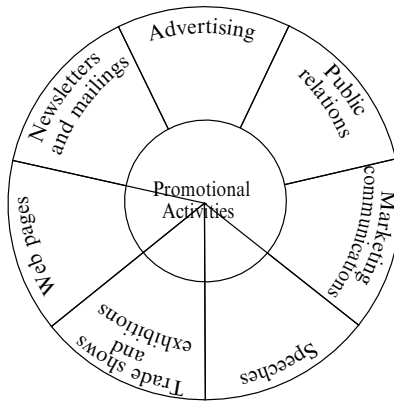 Advertising
Public
relations
Marketing
communications
Speeches
Trade shows
and
exhibitions
Web pages
Newsletters
and mailings
Promotional
Activities